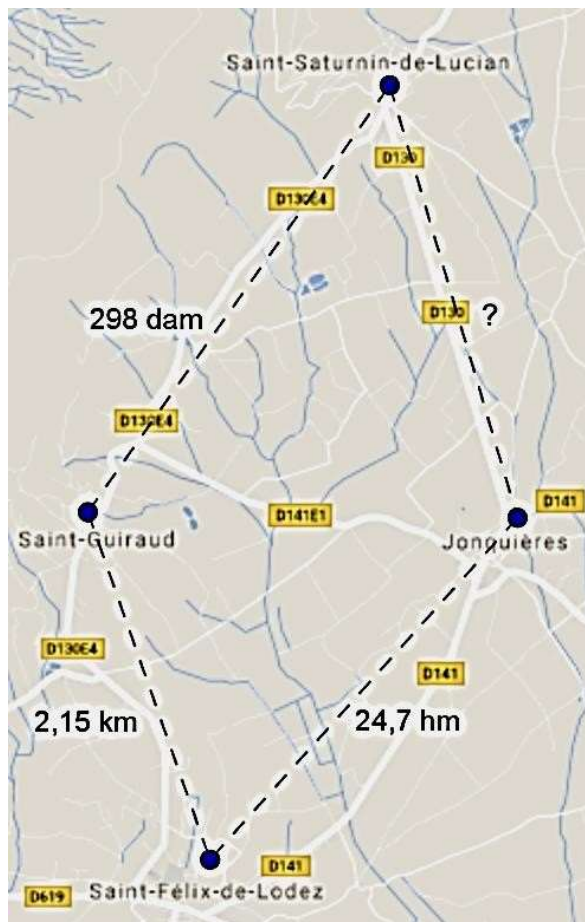 Saint-Saturnin-de-Lucian
D130
D130E4
298 dam
D130
?
D130E4
D141
D141E1
Saint-Guiraud
Jonquières
D130E4
D141
2,15 km
24,7 hm
D141
D619
Saint-Félix-de-Lodez